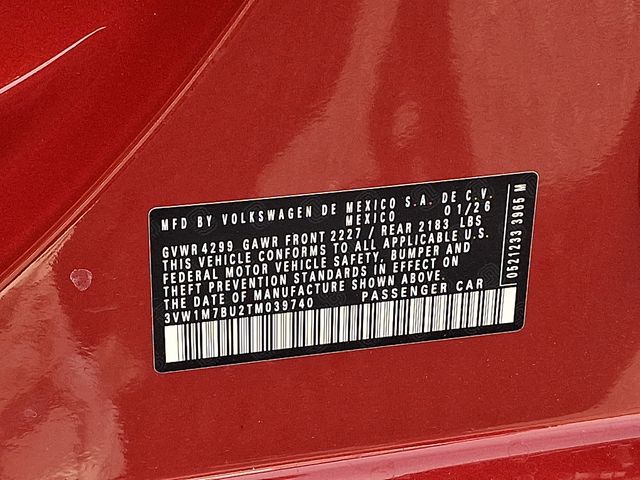 MFD BY VOLKSWAGEN DE MEXICO S.A. DE C.V.
MEXICO 01/26
GVWR 4299 GAWR FRONT 2227 / REAR 2183 LBS
THIS VEHICLE CONFORMS TO ALL APPLICABLE U.S.
FEDERAL MOTOR VEHICLE SAFETY, BUMPER AND
THEFT PREVENTION STANDARDS IN EFFECT ON
THE DATE OF MANUFACTURE SHOWN ABOVE.
3VW1M7BU2TM039740 PASSENGER CAR
0521233 3965 M